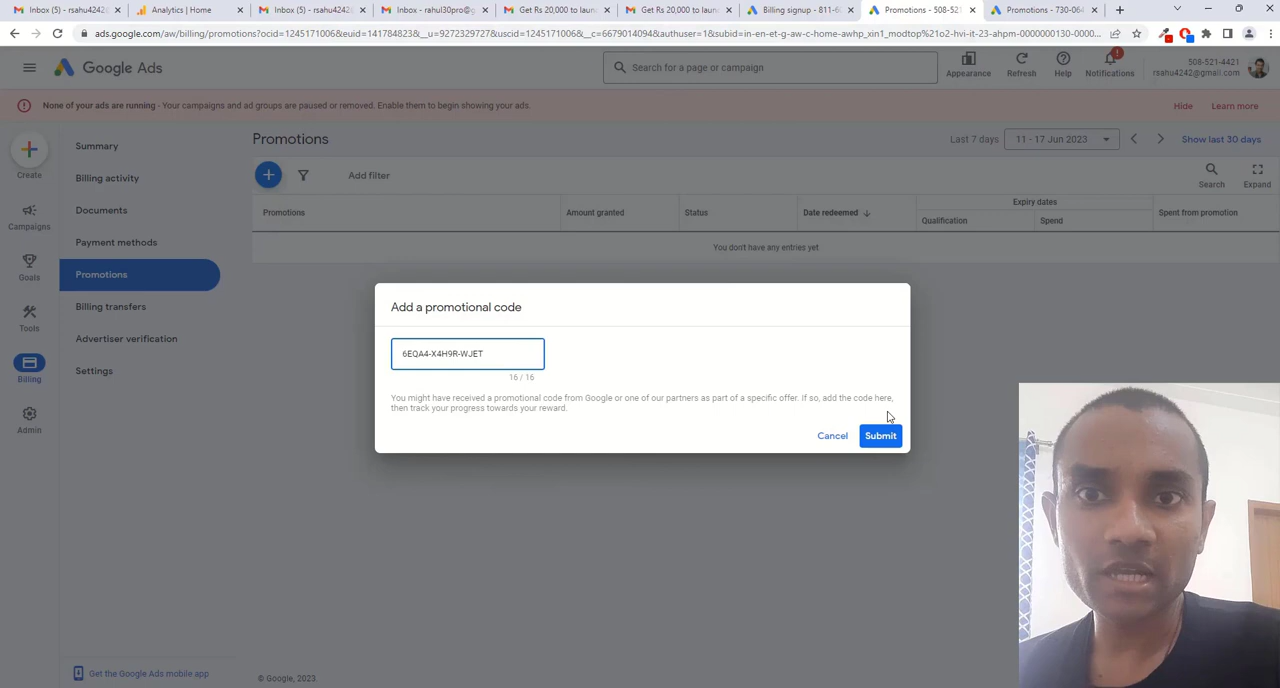 Inbox (5) - rsahu4242
Analytics | Home
Inbox (5) - rsahu4242
Inbox - rahul30pro@g
Get Rs 20,000 to laun
Get Rs 20,000 to laun
Billing signup - 811-6
Promotions - 508-521
Promotions - 730-064
ads.google.com/aw/billing/promotions?ocid=1245171006&euid=141784823&__u=9272329727&uscid=1245171006&__c=6679014094&authuser=1&subid=in-en-et-g-aw-c-home-awhp_xin1_modtop%21o2-hvi-it-23-ahpm-0000000130-0000...
Google Ads
Search for a page or campaign
Appearance
Refresh
Help
Notifications
508-521-4421
rsahu4242@gmail.com
None of your ads are running - Your campaigns and ad groups are paused or removed. Enable them to begin showing your ads.
Hide
Learn more
Create
Campaigns
Goals
Tools
Billing
Admin
Summary
Billing activity
Documents
Payment methods
Promotions
Billing transfers
Advertiser verification
Settings
Get the Google Ads mobile app
Promotions
Last 7 days
11 - 17 Jun 2023
Show last 30 days
Add filter
Search
Expand
Promotions
Amount granted
Status
Date redeemed
Expiry dates
Qualification
Spend
Spent from promotion
You don't have any entries yet
Add a promotional code
6EQA4-X4H9R-WJET
16 / 16
You might have received a promotional code from Google or one of our partners as part of a specific offer. If so, add the code here,
then track your progress towards your reward.
Cancel
Submit
© Google, 2023.